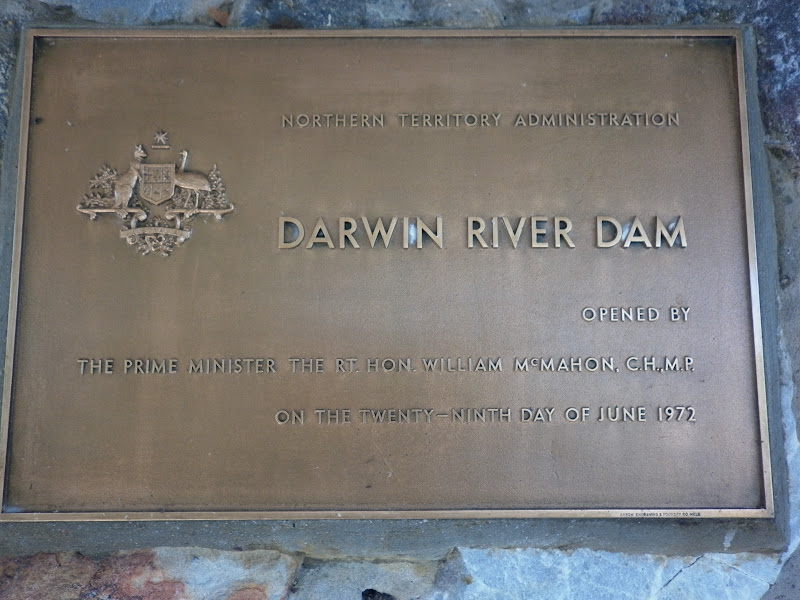 NORTHERN TERRITORY ADMINISTRATION
DARWIN RIVER DAM
OPENED BY
THE PRIME MINISTER THE RT. HON. WILLIAM McMAHON, C.H., M.P.
ON THE TWENTY-NINTH DAY OF JUNE 1972